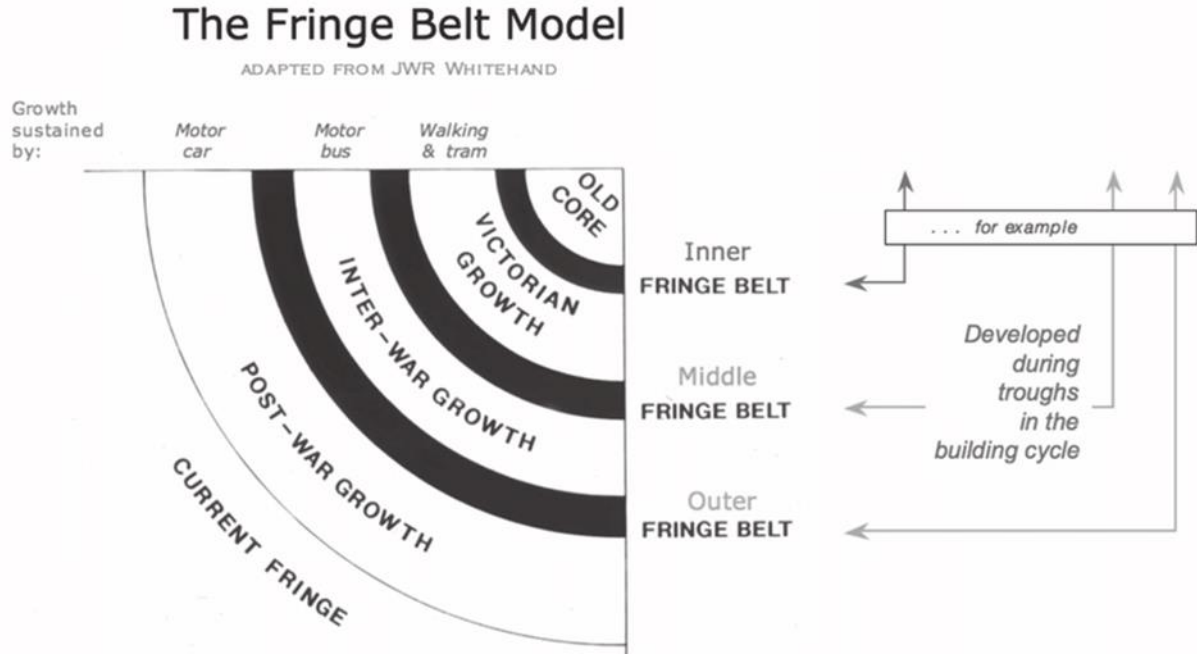 The Fringe Belt Model
ADAPTED FROM JWR WHITEHAND
Growth
sustained
by:
Motor
car
Motor
bus
Walking
& tram
OLD
CORE
VICTORIAN
GROWTH
INTER-WAR GROWTH
POST-WAR GROWTH
CURRENT FRINGE
Inner
FRINGE BELT
Middle
FRINGE BELT
Outer
FRINGE BELT
. . . for example
Developed
during
troughs
in the
building cycle